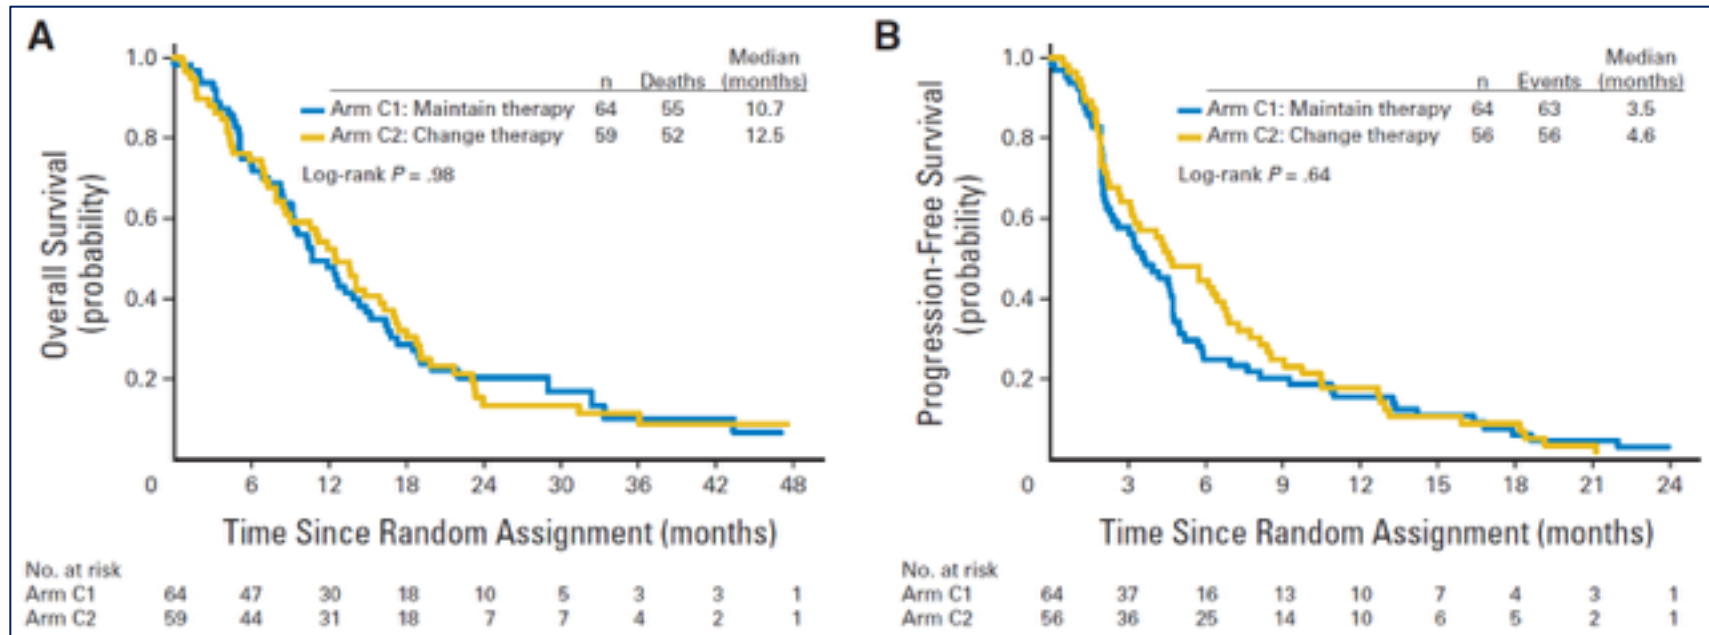 A
Overall Survival
(probability)
1.0
0.8
0.6
0.4
0.2
0
6
12
18
24
30
36
42
48
Median
n Deaths (months)
Arm C1: Maintain therapy 64 55 10.7
Arm C2: Change therapy 59 52 12.5
Log-rank P = .98
Time Since Random Assignment (months)
No. at risk
Arm C1 64 47 30 18 10 5 3 3 1
Arm C2 59 44 31 18 7 7 4 2 1
B
Progression-Free Survival
(probability)
1.0
0.8
0.6
0.4
0.2
0
3
6
9
12
15
18
21
24
Median
n Events (months)
Arm C1: Maintain therapy 64 63 3.5
Arm C2: Change therapy 56 56 4.6
Log-rank P = .64
Time Since Random Assignment (months)
No. at risk
Arm C1 64 37 16 13 10 7 4 3 1
Arm C2 56 36 25 14 10 6 5 2 1